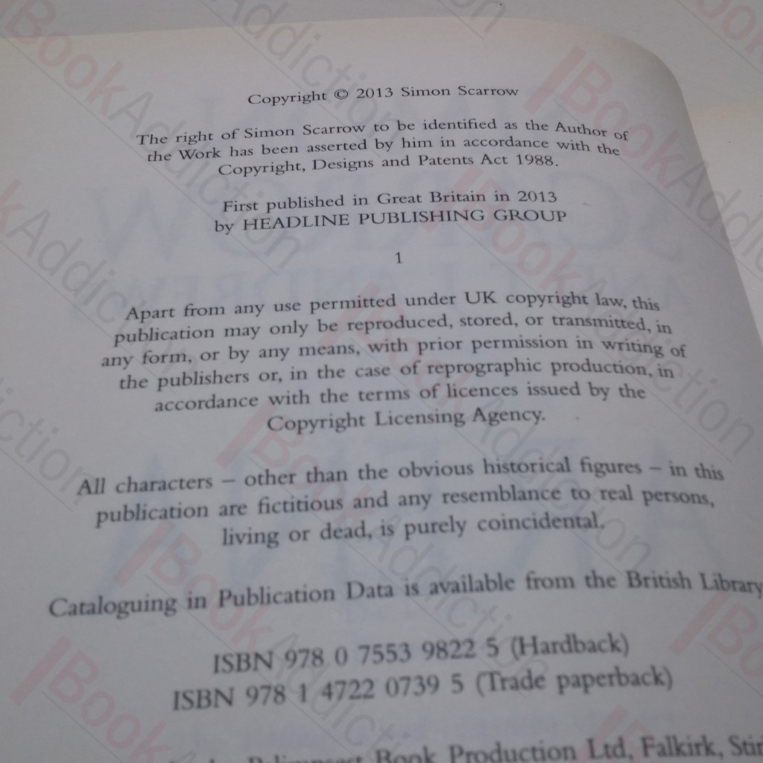 Copyright © 2013 Simon Scarrow
The right of Simon Scarrow to be identified as the Author of
the Work has been asserted by him in accordance with the
Copyright, Designs and Patents Act 1988.
First published in Great Britain in 2013
by HEADLINE PUBLISHING GROUP
1
Apart from any use permitted under UK copyright law, this
publication may only be reproduced, stored, or transmitted, in
any form, or by any means, with prior permission in writing of
the publishers or, in the case of reprographic production, in
accordance with the terms of licences issued by the
Copyright Licensing Agency.
All characters – other than the obvious historical figures – in this
publication are fictitious and any resemblance to real persons,
living or dead, is purely coincidental.
Cataloguing in Publication Data is available from the British Library
ISBN 978 0 7553 9822 5 (Hardback)
ISBN 978 1 4722 0739 5 (Trade paperback)
Palimpsest Book Production Ltd, Falkirk,
BookAddiction